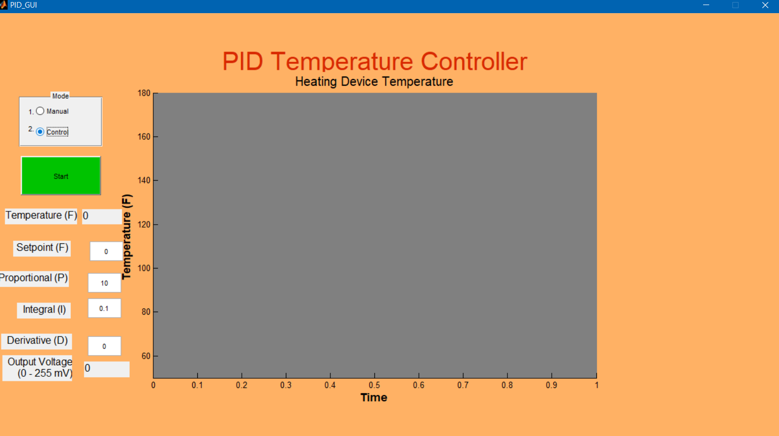 PID_GUI
PID Temperature Controller
Heating Device Temperature
Mode
1. Manual
2. Control
Start
Temperature (F) 0
Setpoint (F) 0
Proportional (P) 10
Integral (I) 0.1
Derivative (D) 0
Output Voltage
(0 - 255 mV) 0
Temperature (F)
180
160
140
120
100
80
60
0 0.1 0.2 0.3 0.4 0.5 0.6 0.7 0.8 0.9 1
Time